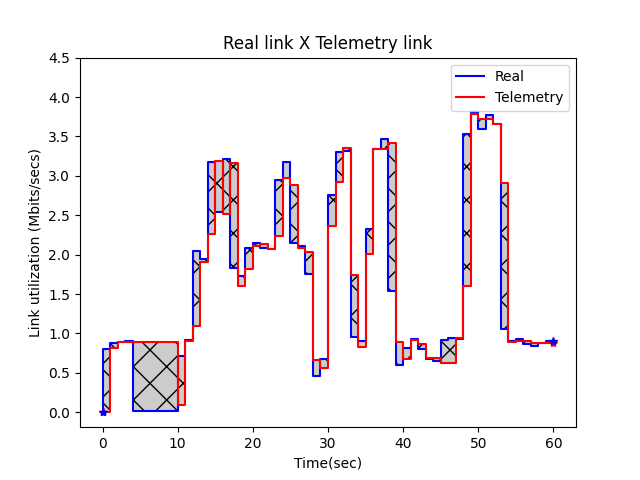 Real link X Telemetry link
Real
Telemetry
Link utilization (Mbits/secs)
4.5
4.0
3.5
3.0
2.5
2.0
1.5
1.0
0.5
0.0
0 10 20 30 40 50 60
Time(sec)